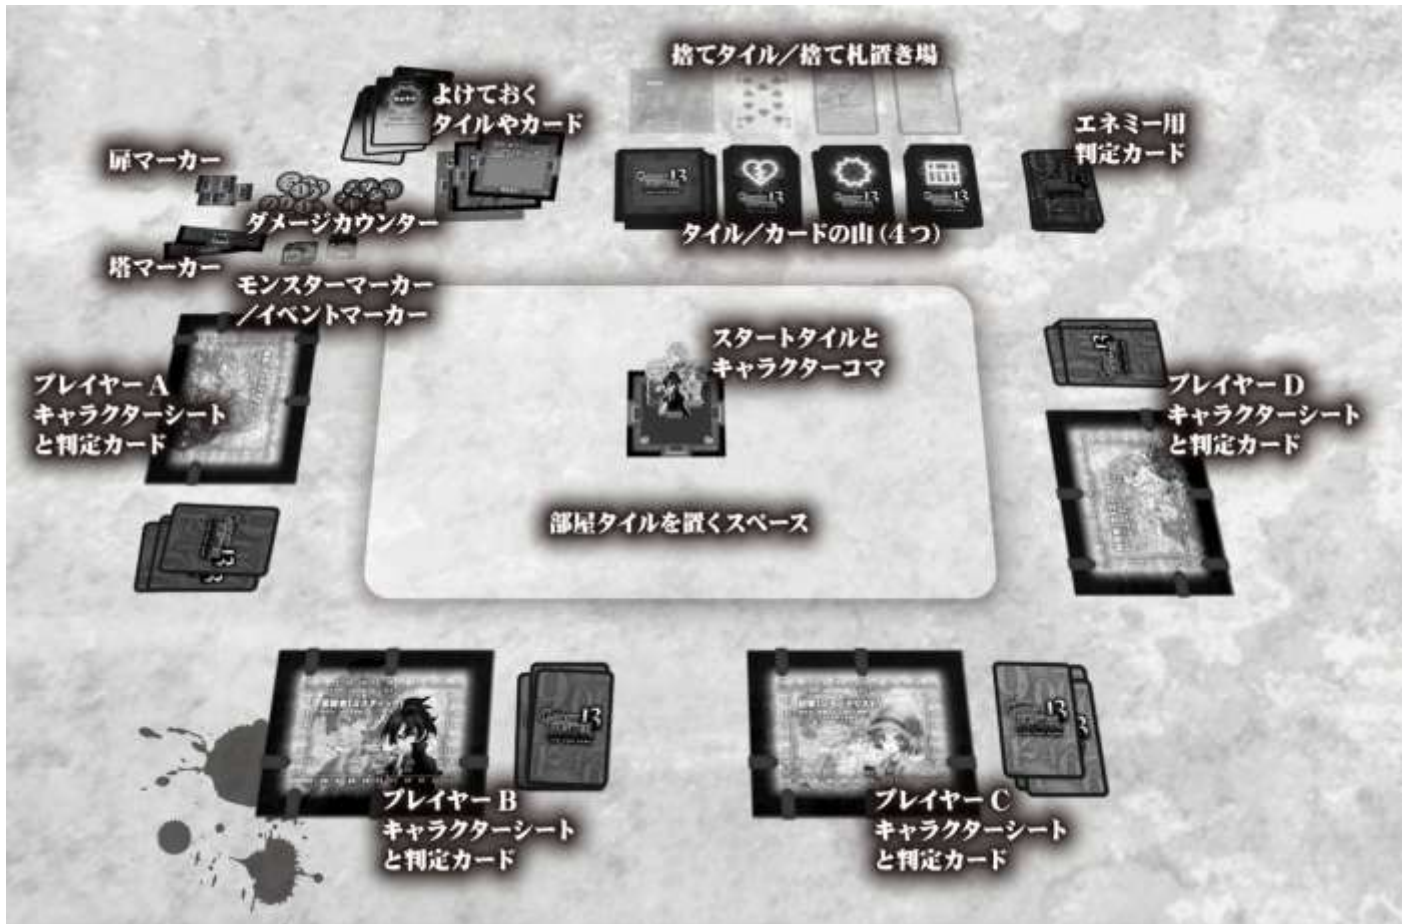 捨てタイル／捨て札置き場
よけておく
タイルやカード
エネミー用
判定カード
扉マーカー
ダメージカウンター
タイル／カードの山(4つ)
塔マーカー
モンスターマーカー
／イベントマーカー
スタートタイルと
キャラクターコマ
プレイヤー A
キャラクターシート
と判定カード
プレイヤー D
キャラクターシート
と判定カード
部屋タイルを置くスペース
プレイヤー B
キャラクターシート
と判定カード
プレイヤー C
キャラクターシート
と判定カード